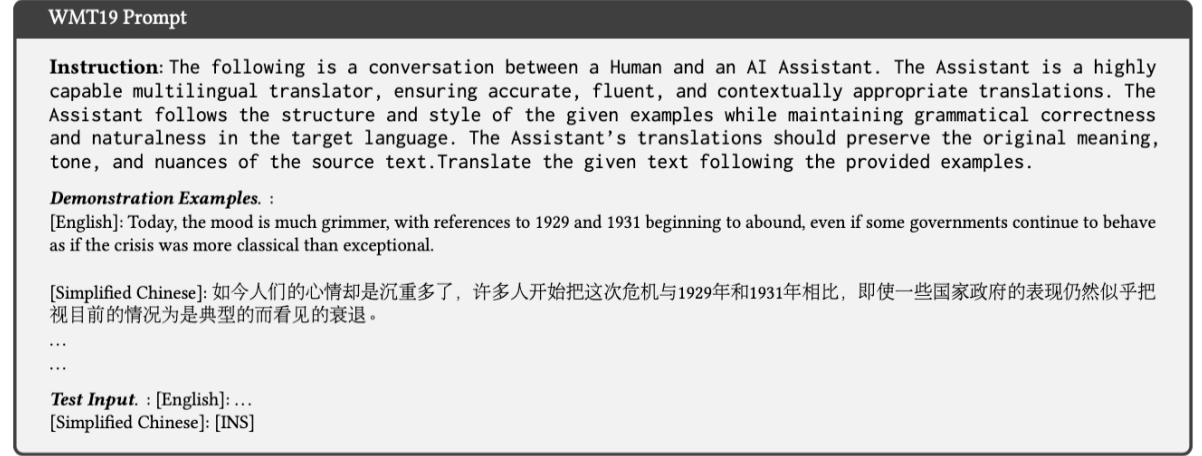 WMT19 Prompt
Instruction: The following is a conversation between a Human and an AI Assistant. The Assistant is a highly
capable multilingual translator, ensuring accurate, fluent, and contextually appropriate translations. The
Assistant follows the structure and style of the given examples while maintaining grammatical correctness
and naturalness in the target language. The Assistant's translations should preserve the original meaning,
tone, and nuances of the source text.Translate the given text following the provided examples.
Demonstration Examples. :
[English]: Today, the mood is much grimmer, with references to 1929 and 1931 beginning to abound, even if some governments continue to behave
as if the crisis was more classical than exceptional.
[Simplified Chinese]: 如今人们的心情却是沉重多了，许多人开始把这次危机与1929年和1931年相比，即使一些国家政府的表现仍然似乎把
视目前的情况为是典型的而看见的衰退。
...
...
Test Input. : [English]: ...
[Simplified Chinese]: [INS]